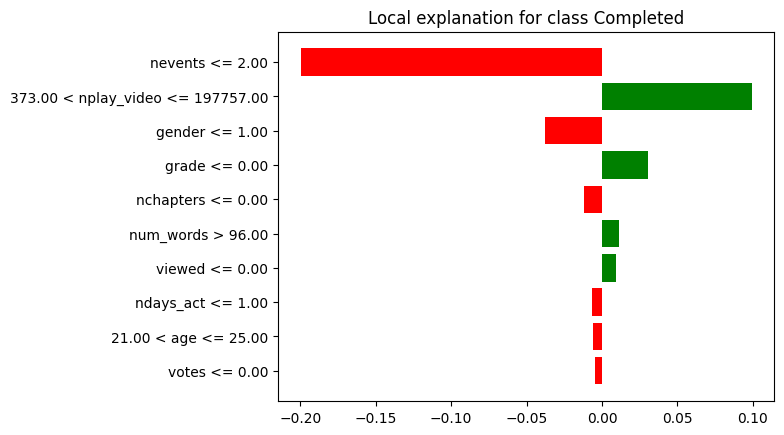 Local explanation for class Completed
nevents <= 2.00
373.00 < nplay_video <= 197757.00
gender <= 1.00
grade <= 0.00
nchapters <= 0.00
num_words > 96.00
viewed <= 0.00
ndays_act <= 1.00
21.00 < age <= 25.00
votes <= 0.00
−0.20 −0.15 −0.10 −0.05 0.00 0.05 0.10